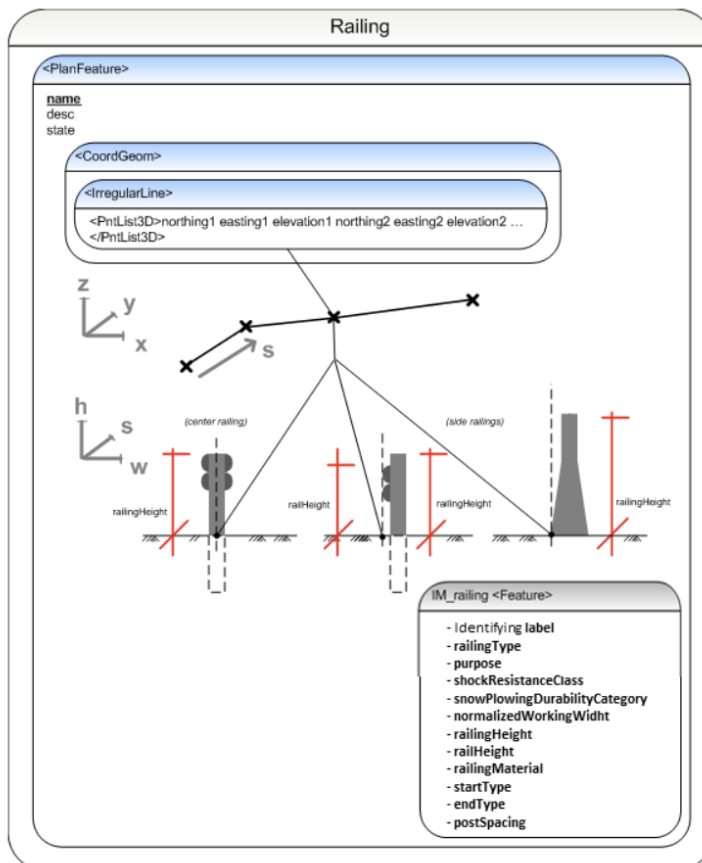 Railing
<PlanFeature>
name
desc
state
<CoordGeom>
<IrregularLine>
<PntList3D>northing1 easting1 elevation1 northing2 easting2 elevation2 ...
</PntList3D>
z
y
x
s
h
s
w
(center railing)
(side railings)
railingHeight
railHeight
railingHeight
railingHeight
IM_railing <Feature>
- Identifying label
- railingType
- purpose
- shockResistanceClass
- snowPlowingDurabilityCategory
- normalizedWorkingWidht
- railingHeight
- railHeight
- railingMaterial
- startType
- endType
- postSpacing